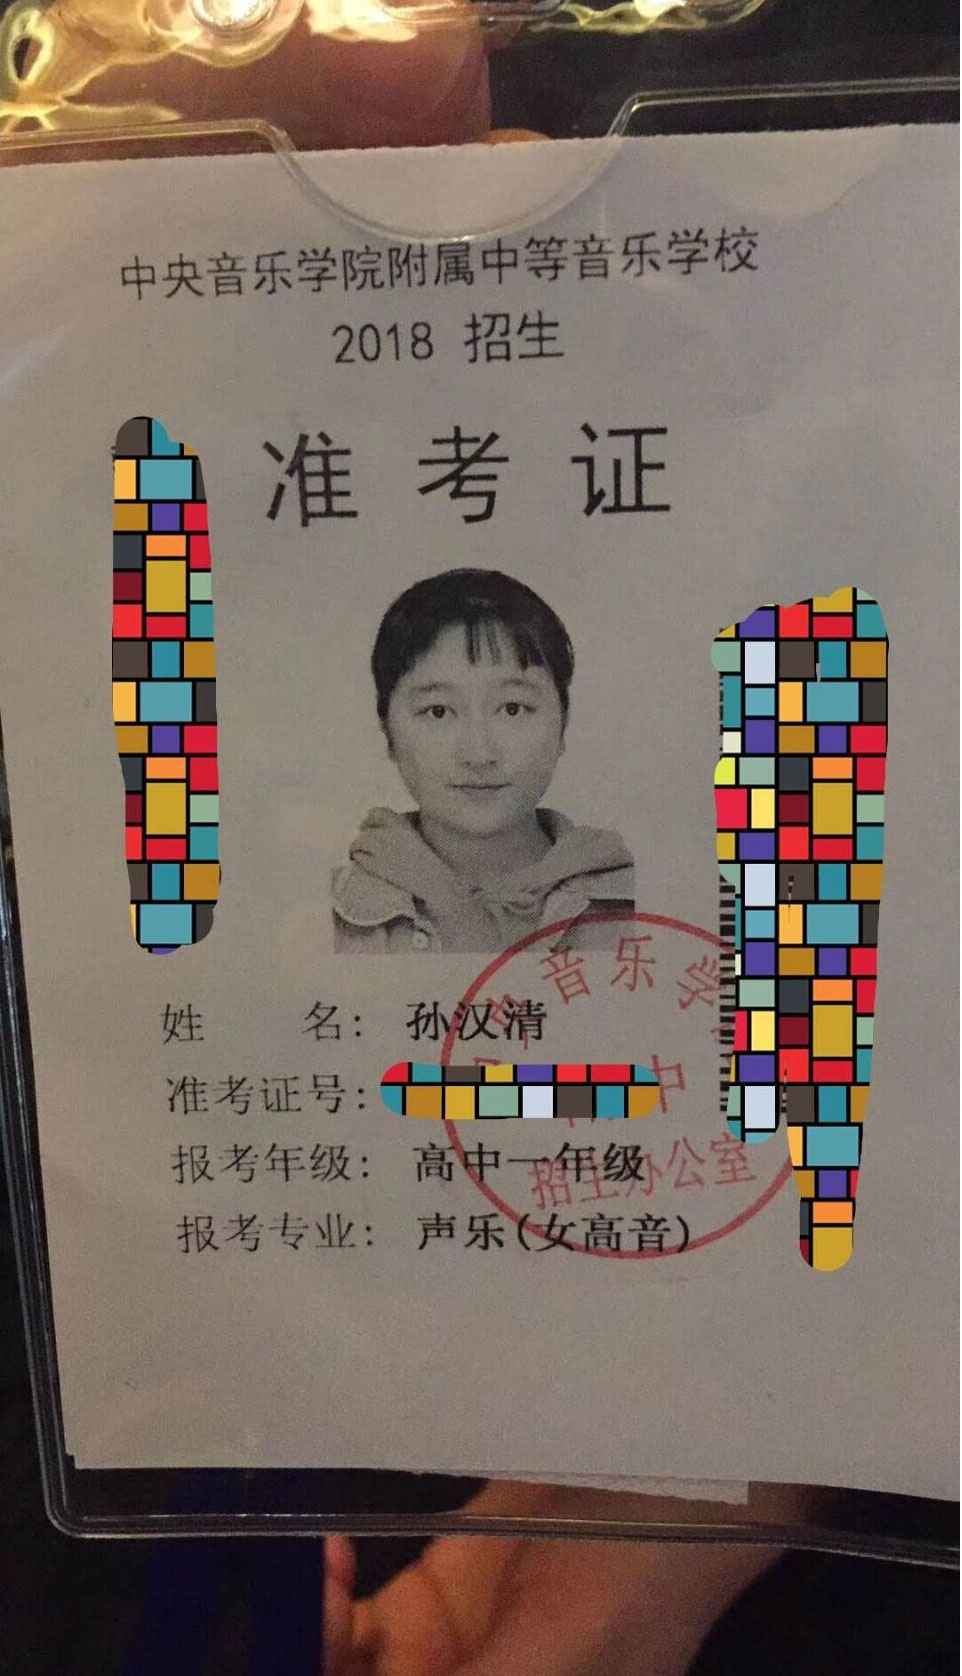 中央音乐学院附属中等音乐学校
2018 招生
准考证
姓 名: 孙汉清
准考证号:
报考年级: 高中一年级
报考专业: 声乐(女高音)
音乐学
中
招生办公室